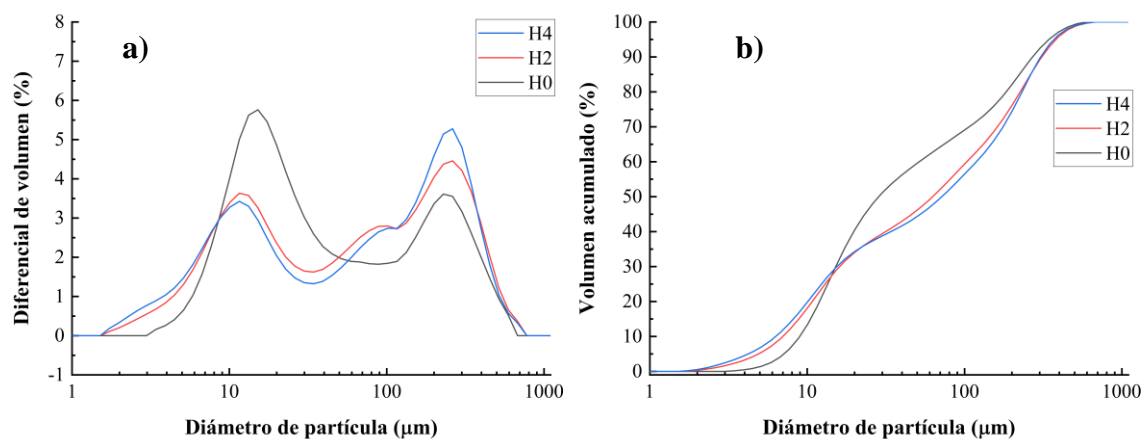 a)
H4
H2
H0
Diferencial de volumen (%)
8
7
6
5
4
3
2
1
0
-1
1
10
100
1000
Diámetro de partícula (μm)
b)
H4
H2
H0
Volumen acumulado (%)
100
90
80
70
60
50
40
30
20
10
0
1
10
100
1000
Diámetro de partícula (μm)